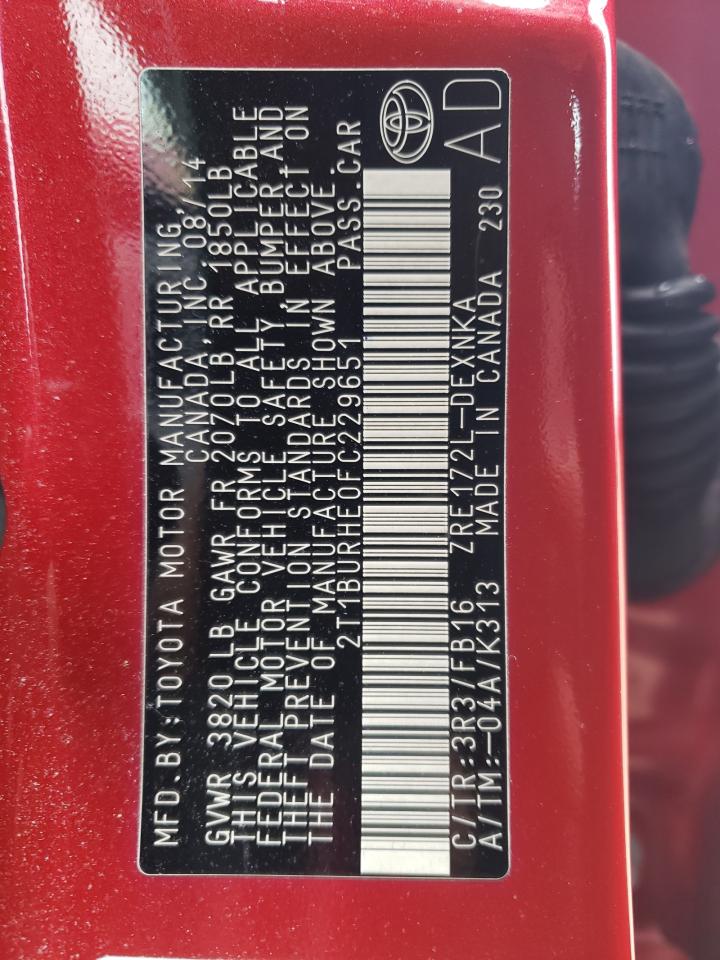 MFD.BY:TOYOTA MOTOR MANUFACTURING,
CANADA,INC. 08/14
GVWR 3820LB GAWR FR 2070LB RR 1850LB
THIS VEHICLE CONFORMS TO ALL APPLICABLE
FEDERAL MOTOR VEHICLE SAFETY, BUMPER AND
THEFT PREVENTION STANDARDS IN EFFECT ON
THE DATE OF MANUFACTURE SHOWN ABOVE.
2T1BURHE0FC229651 PASS.CAR
C/TR:3R3/FB16 ZRE172L-DEXNKA
A/TM:-04A/K313 MADE IN CANADA 230
AD